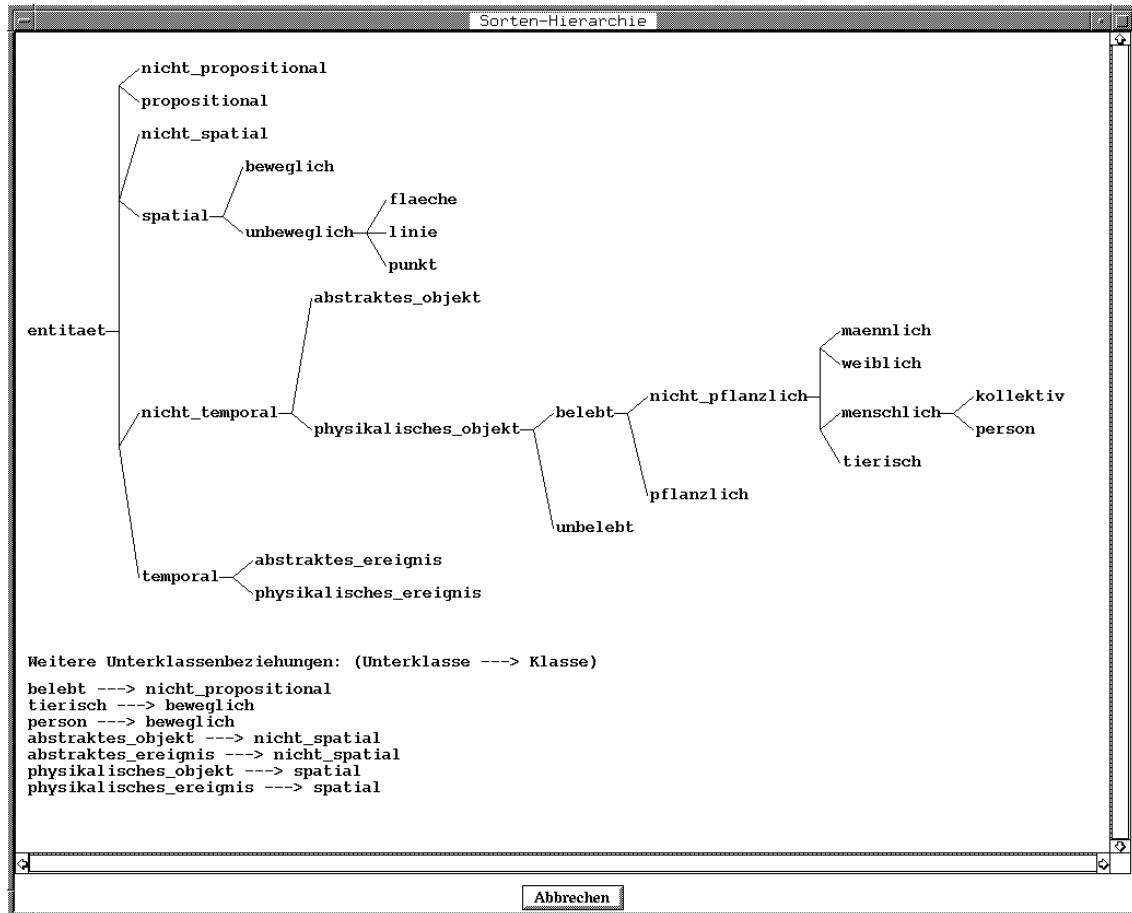 Sorten-Hierarchie
nicht_propositional
propositional
nicht_spatial
beweglich
flaeche
spatial
unbeweglich
linie
punkt
abstraktes_objekt
entitaet
maennlich
weiblich
nicht_pflanzlich
kollektiv
nicht_temporal
belebt
menschlich
physikalisches_objekt
person
tierisch
pflanzlich
unbelebt
abstraktes_ereignis
temporal
physikalisches_ereignis
Weitere Unterklassenbeziehungen: (Unterklasse ---> Klasse)
belebt ---> nicht_propositional
tierisch ---> beweglich
person ---> beweglich
abstraktes_objekt ---> nicht_spatial
abstraktes_ereignis ---> nicht_spatial
physikalisches_objekt ---> spatial
physikalisches_ereignis ---> spatial
Abbrechen